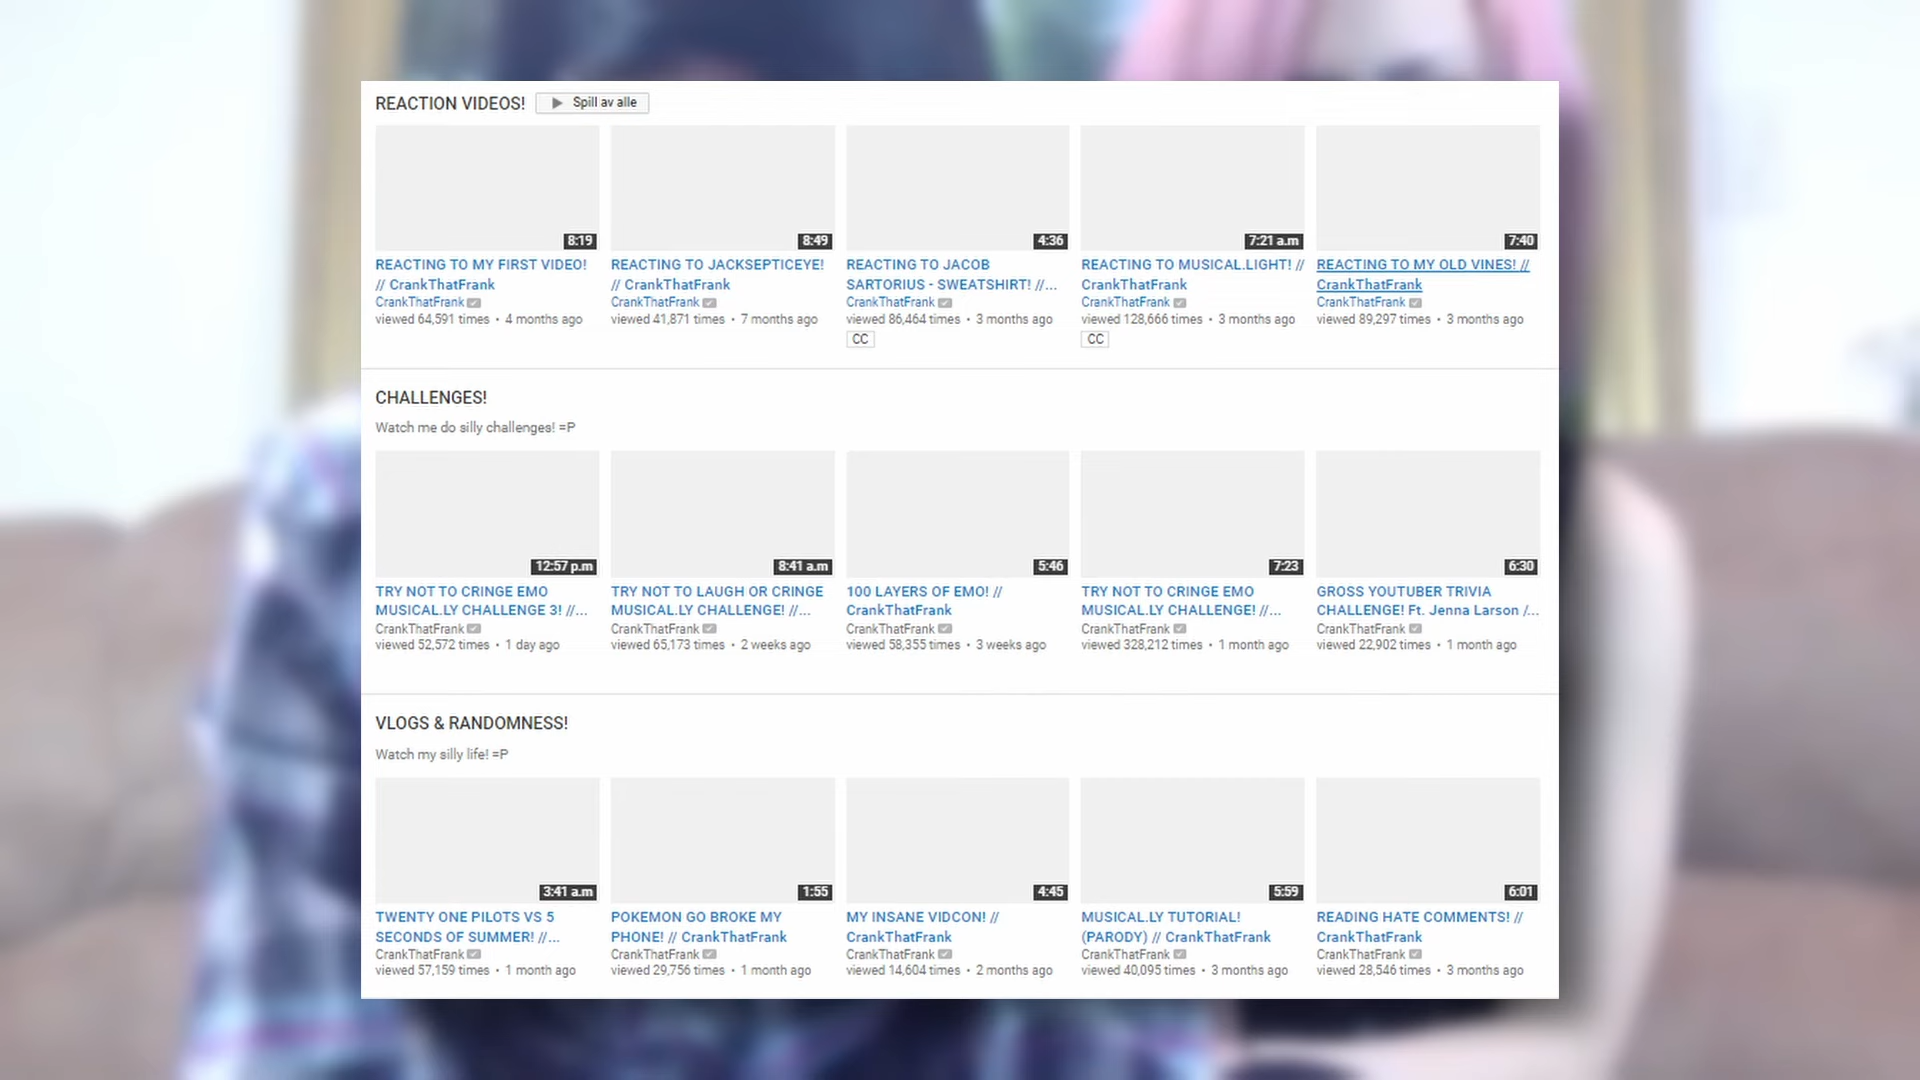 REACTION VIDEOS! Spill av alle
8:19 8:49 4:36 7:21 a.m 7:40
REACTING TO MY FIRST VIDEO!
// CrankThatFrank
CrankThatFrank
viewed 64,591 times • 4 months ago
REACTING TO JACKSEPTICEYE!
// CrankThatFrank
CrankThatFrank
viewed 41,871 times • 7 months ago
REACTING TO JACOB
SARTORIUS - SWEATSHIRT! //...
CrankThatFrank
viewed 86,464 times • 3 months ago
CC
REACTING TO MUSICAL.LIGHT! //
CrankThatFrank
CrankThatFrank
viewed 128,666 times • 3 months ago
CC
REACTING TO MY OLD VINES! //
CrankThatFrank
CrankThatFrank
viewed 89,297 times • 3 months ago
CHALLENGES!
Watch me do silly challenges! =P
12:57 p.m 8:41 a.m 5:46 7:23 6:30
TRY NOT TO CRINGE EMO
MUSICAL.LY CHALLENGE 3! //...
CrankThatFrank
viewed 52,572 times • 1 day ago
TRY NOT TO LAUGH OR CRINGE
MUSICAL.LY CHALLENGE! //...
CrankThatFrank
viewed 65,173 times • 2 weeks ago
100 LAYERS OF EMO! //
CrankThatFrank
CrankThatFrank
viewed 58,355 times • 3 weeks ago
TRY NOT TO CRINGE EMO
MUSICAL.LY CHALLENGE! //...
CrankThatFrank
viewed 328,212 times • 1 month ago
GROSS YOUTUBER TRIVIA
CHALLENGE! Ft. Jenna Larson /...
CrankThatFrank
viewed 22,902 times • 1 month ago
VLOGS & RANDOMNESS!
Watch my silly life! =P
3:41 a.m 1:55 4:45 5:59 6:01
TWENTY ONE PILOTS VS 5
SECONDS OF SUMMER! //...
CrankThatFrank
viewed 57,159 times • 1 month ago
POKEMON GO BROKE MY
PHONE! // CrankThatFrank
CrankThatFrank
viewed 29,756 times • 1 month ago
MY INSANE VIDCON! //
CrankThatFrank
CrankThatFrank
viewed 14,604 times • 2 months ago
MUSICAL.LY TUTORIAL!
(PARODY) // CrankThatFrank
CrankThatFrank
viewed 40,095 times • 3 months ago
READING HATE COMMENTS! //
CrankThatFrank
CrankThatFrank
viewed 28,546 times • 3 months ago